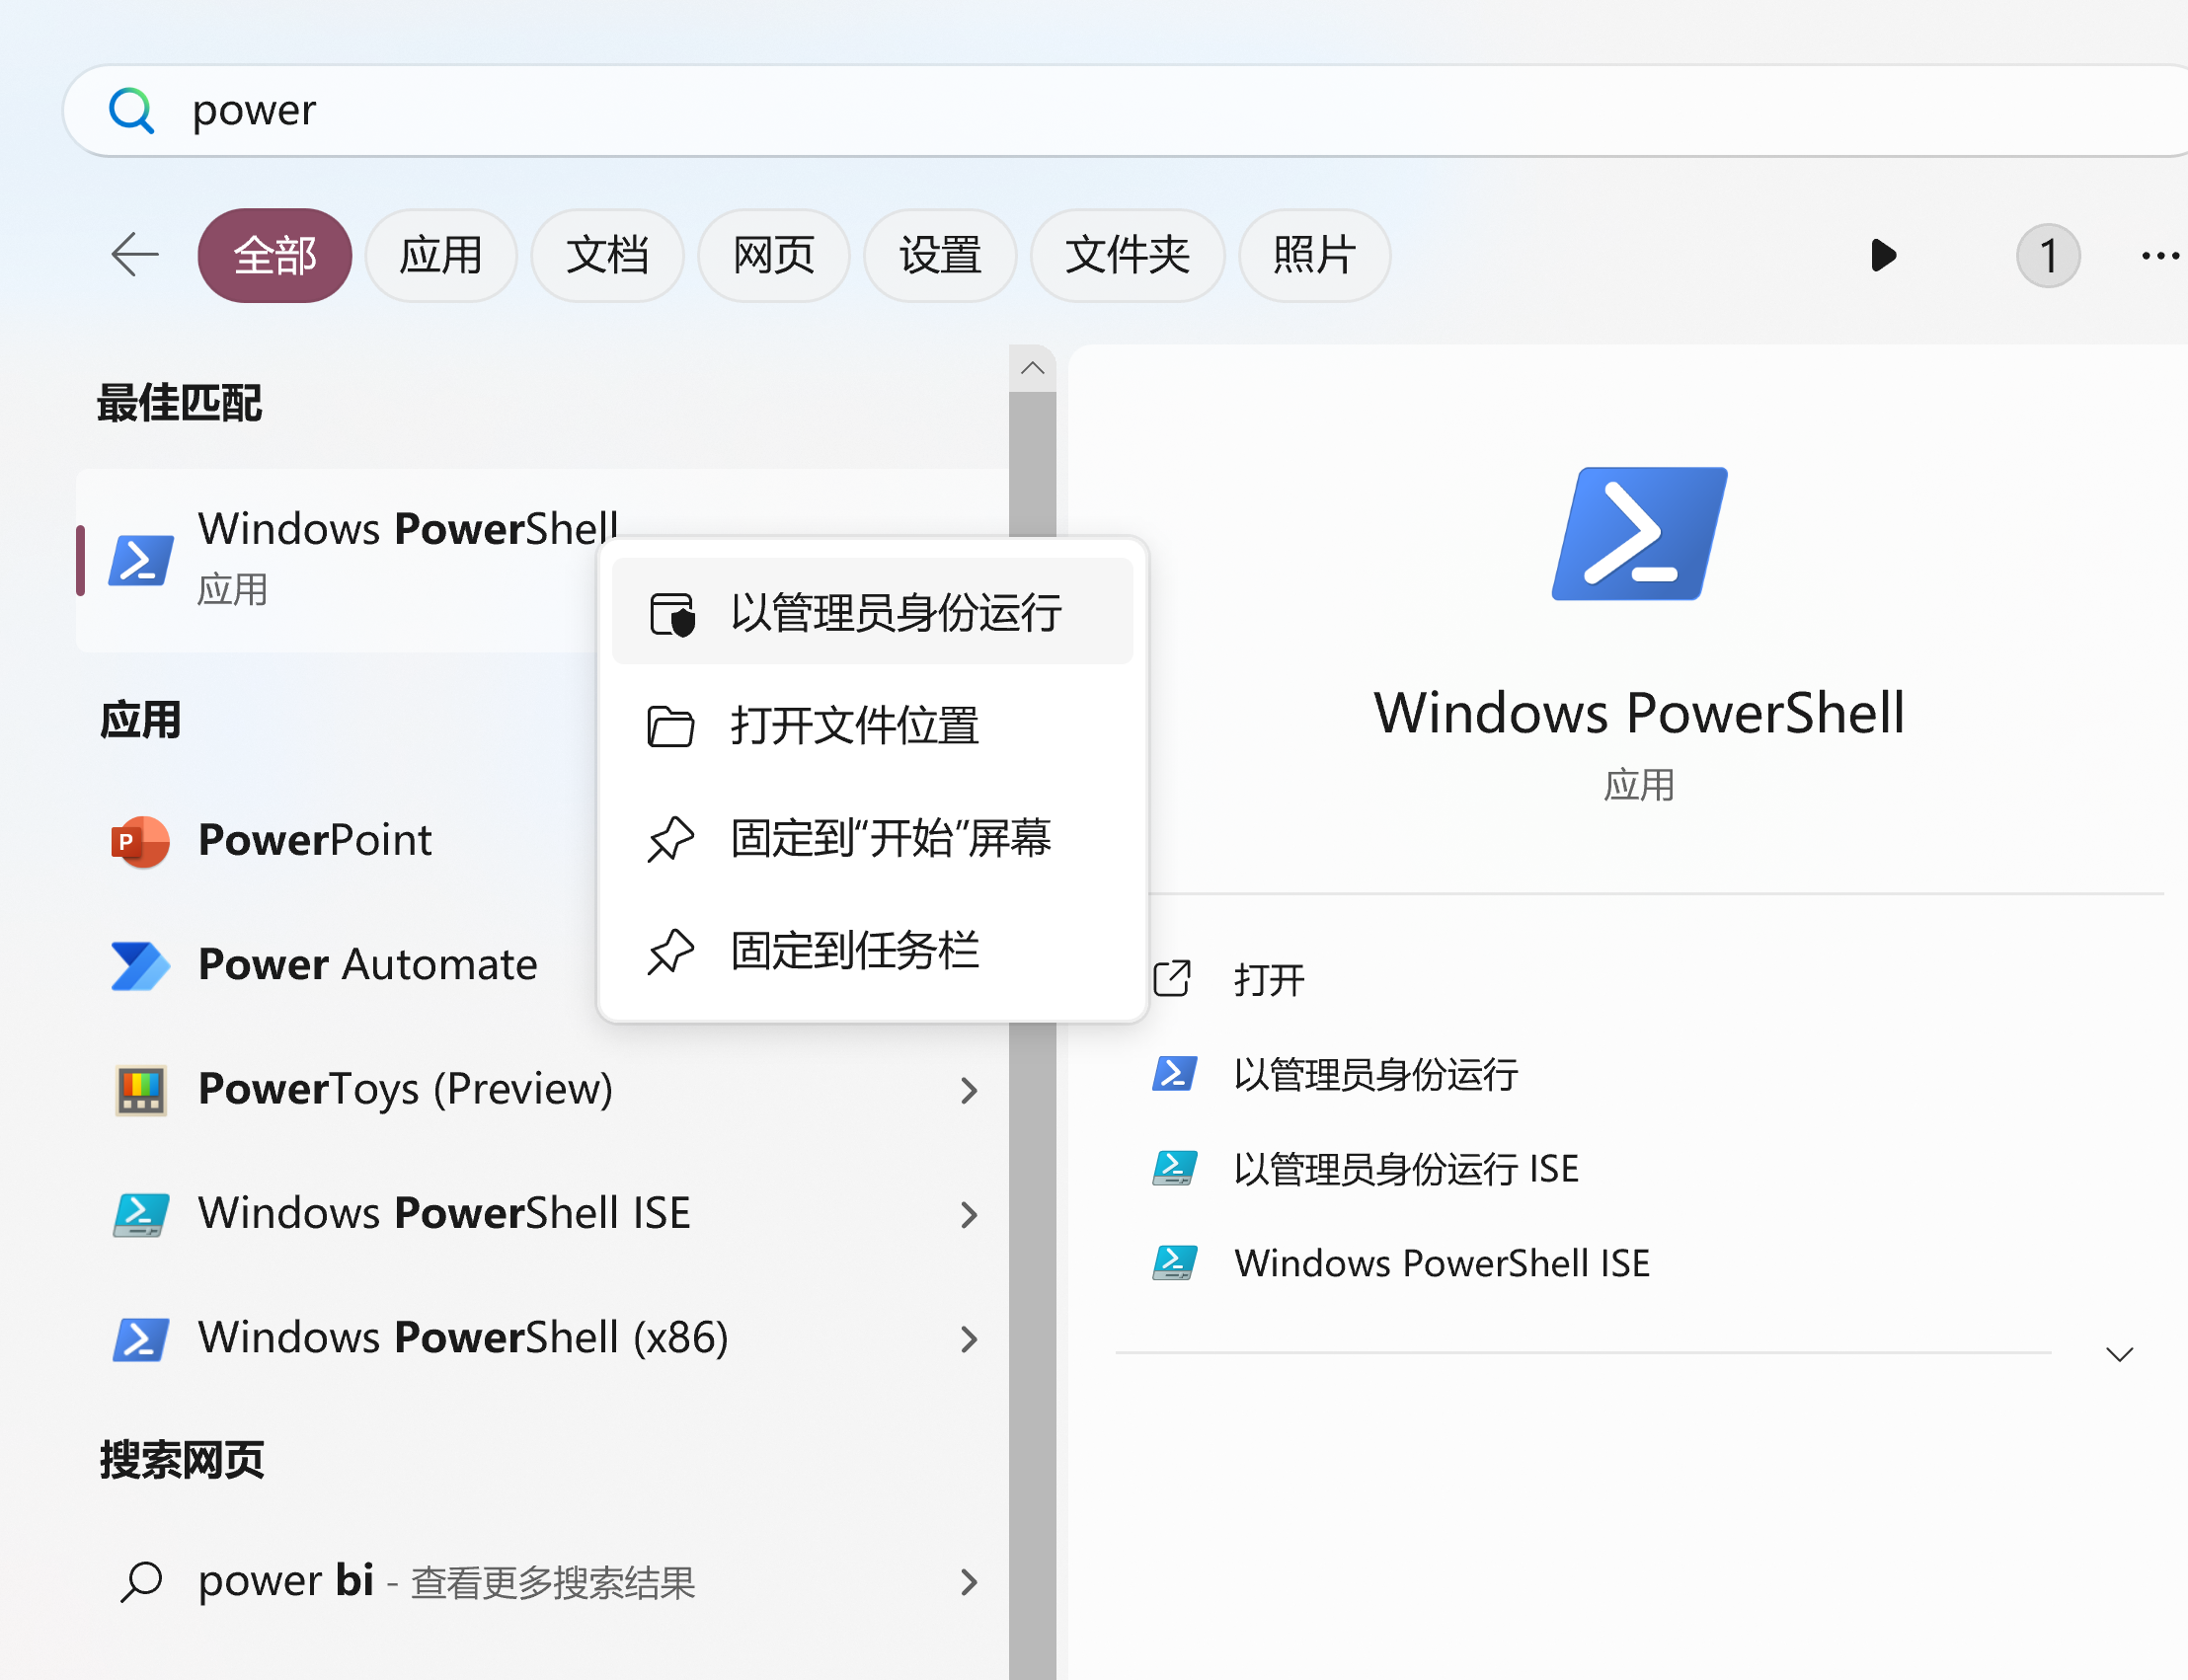 power
全部 应用 文档 网页 设置 文件夹 照片 1 ...
最佳匹配
Windows PowerShell
应用
以管理员身份运行
打开文件位置
固定到“开始”屏幕
固定到任务栏
应用
PowerPoint
Power Automate
PowerToys (Preview)
Windows PowerShell ISE
Windows PowerShell (x86)
搜索网页
power bi - 查看更多搜索结果
Windows PowerShell
应用
打开
以管理员身份运行
以管理员身份运行 ISE
Windows PowerShell ISE